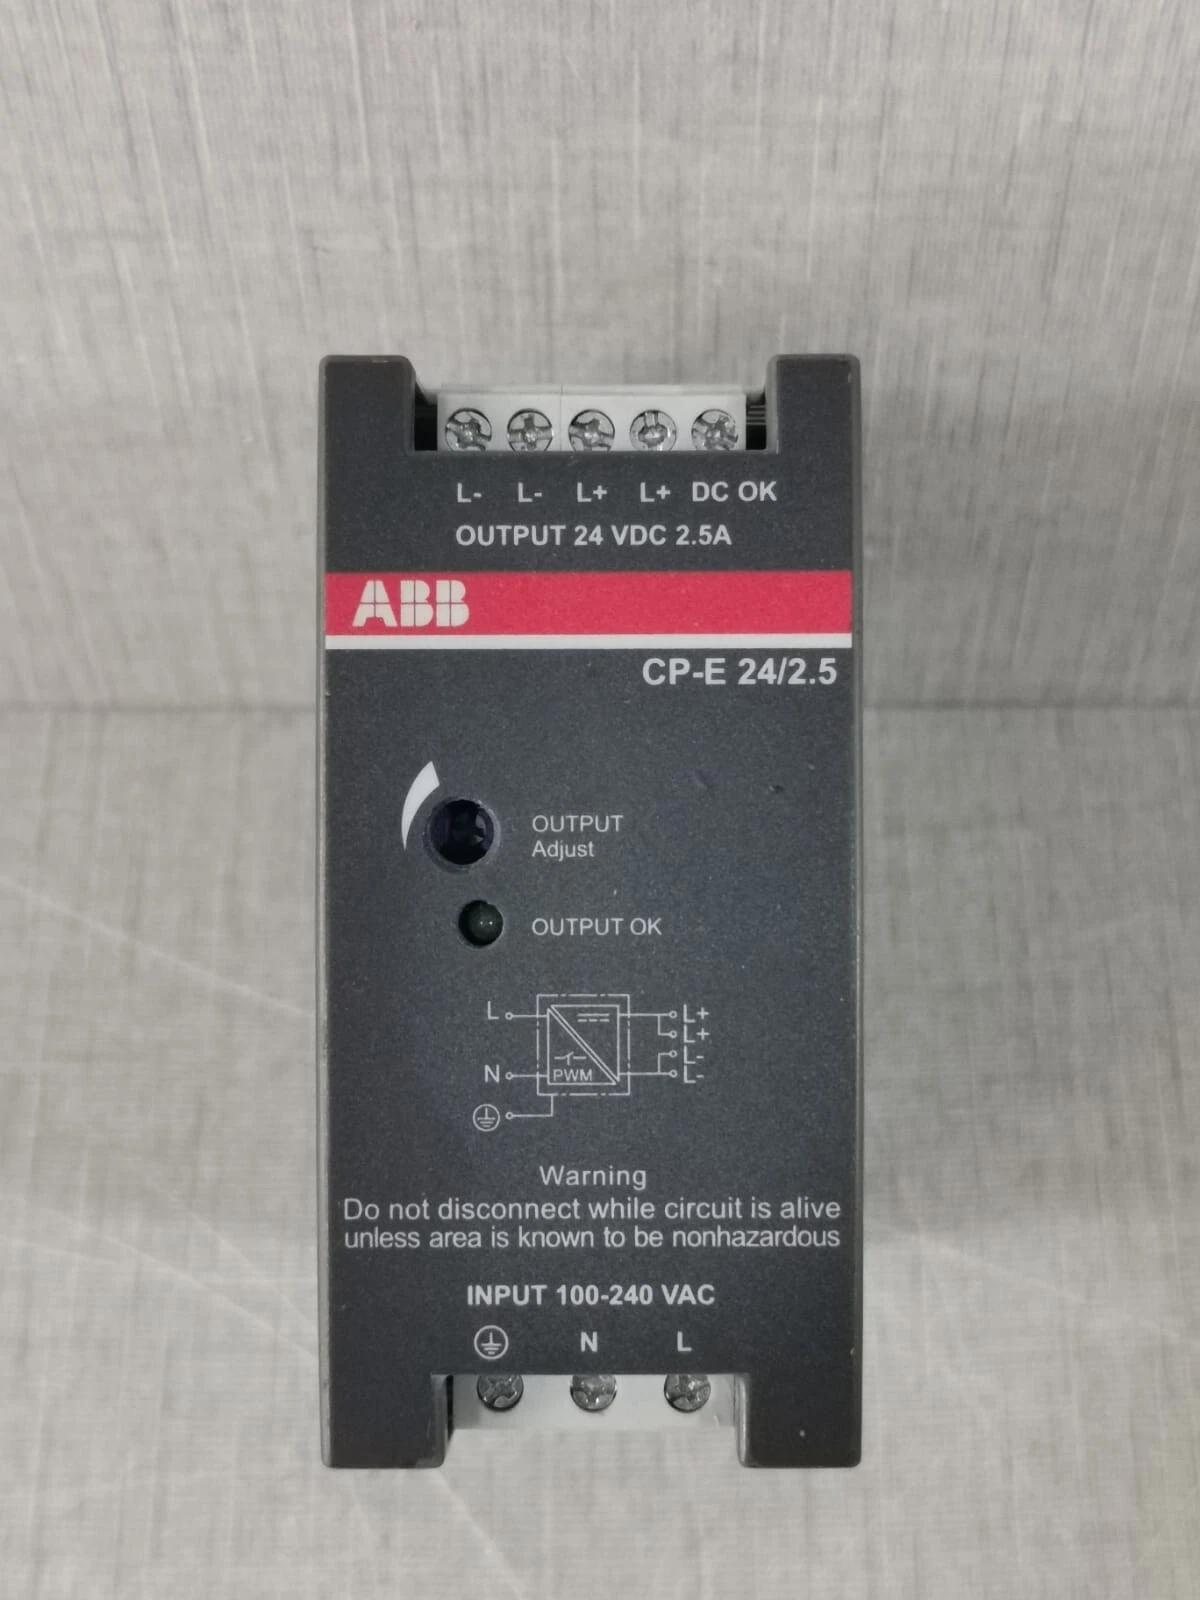 L- L- L+ L+ DC OK
OUTPUT 24 VDC 2.5A
ABB
CP-E 24/2.5
OUTPUT
Adjust
OUTPUT OK
L
L+
L+
L-
N
PWM
L-
Warning
Do not disconnect while circuit is alive
unless area is known to be nonhazardous
INPUT 100-240 VAC
N L